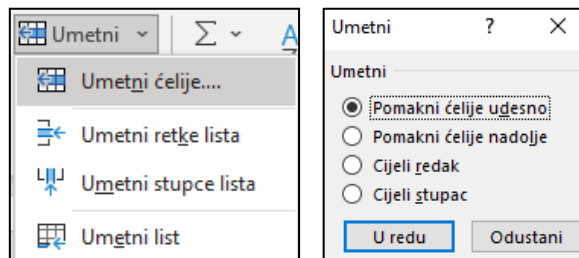 Umetni
Σ
A
Umetni ćelije....
Umetni retke lista
Umetni stupce lista
Umetni list
Umetni ? ×
Umetni
Pomakni ćelije udesno
Pomakni ćelije nadolje
Cijeli redak
Cijeli stupac
U redu Odustani